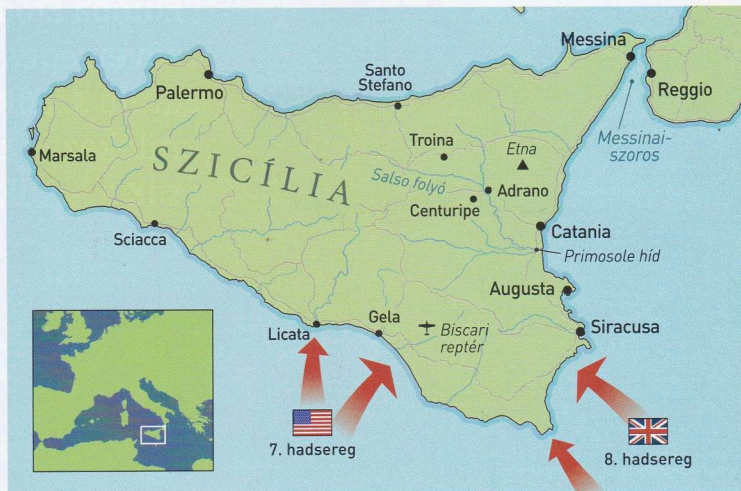 Messina
Santo
Stefano
Palermo
Reggio
Messinai-
szoros
Troina
Etna
Marsala
SZICÍLIA
Salso folyó
Adrano
Centuripe
Sciacca
Catania
Primosole híd
Augusta
Gela
Licata
Biscari
reptér
Siracusa
7. hadsereg
8. hadsereg